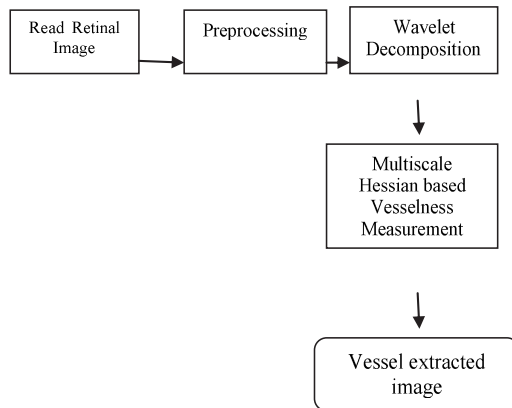 Read Retinal
Image
Preprocessing
Wavelet
Decomposition
Multiscale
Hessian based
Vesselness
Measurement
Vessel extracted
image